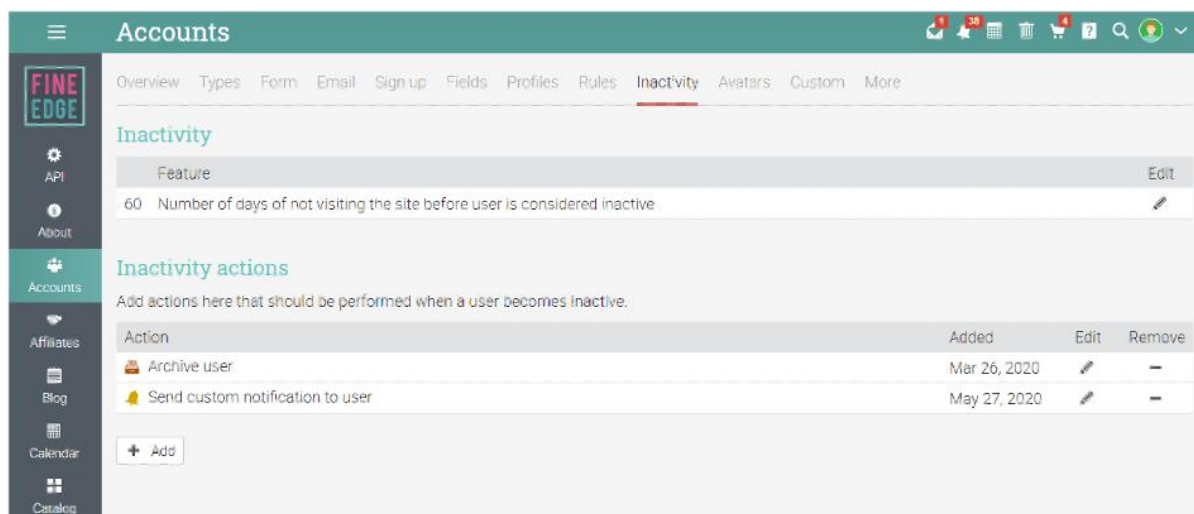 Accounts
1 38 4 ?
FINE
EDGE
API
About
Accounts
Affiliates
Blog
Calendar
Catalog
Overview Types Form Email Sign up Fields Profiles Rules Inactivity Avatars Custom More
Inactivity
Feature Edit
60 Number of days of not visiting the site before user is considered inactive
Inactivity actions
Add actions here that should be performed when a user becomes inactive.
Action Added Edit Remove
Archive user Mar 26, 2020
Send custom notification to user May 27, 2020
+ Add